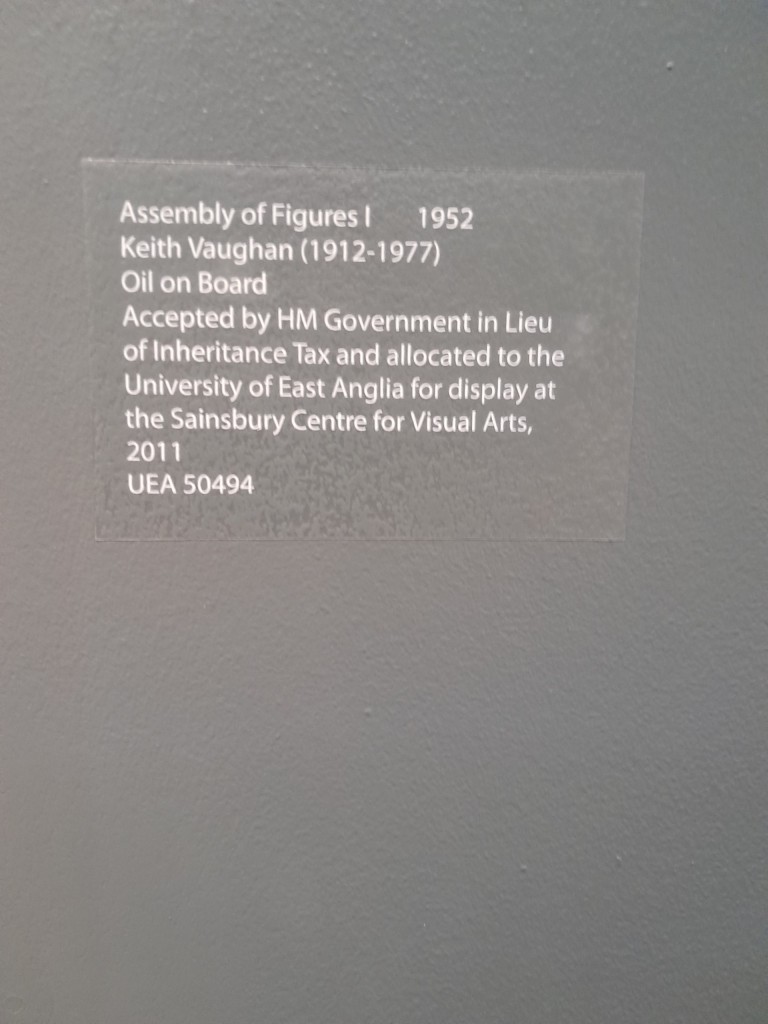 Assembly of Figures I 1952
Keith Vaughan (1912-1977)
Oil on Board
Accepted by HM Government in Lieu
of Inheritance Tax and allocated to the
University of East Anglia for display at
the Sainsbury Centre for Visual Arts,
2011
UEA 50494